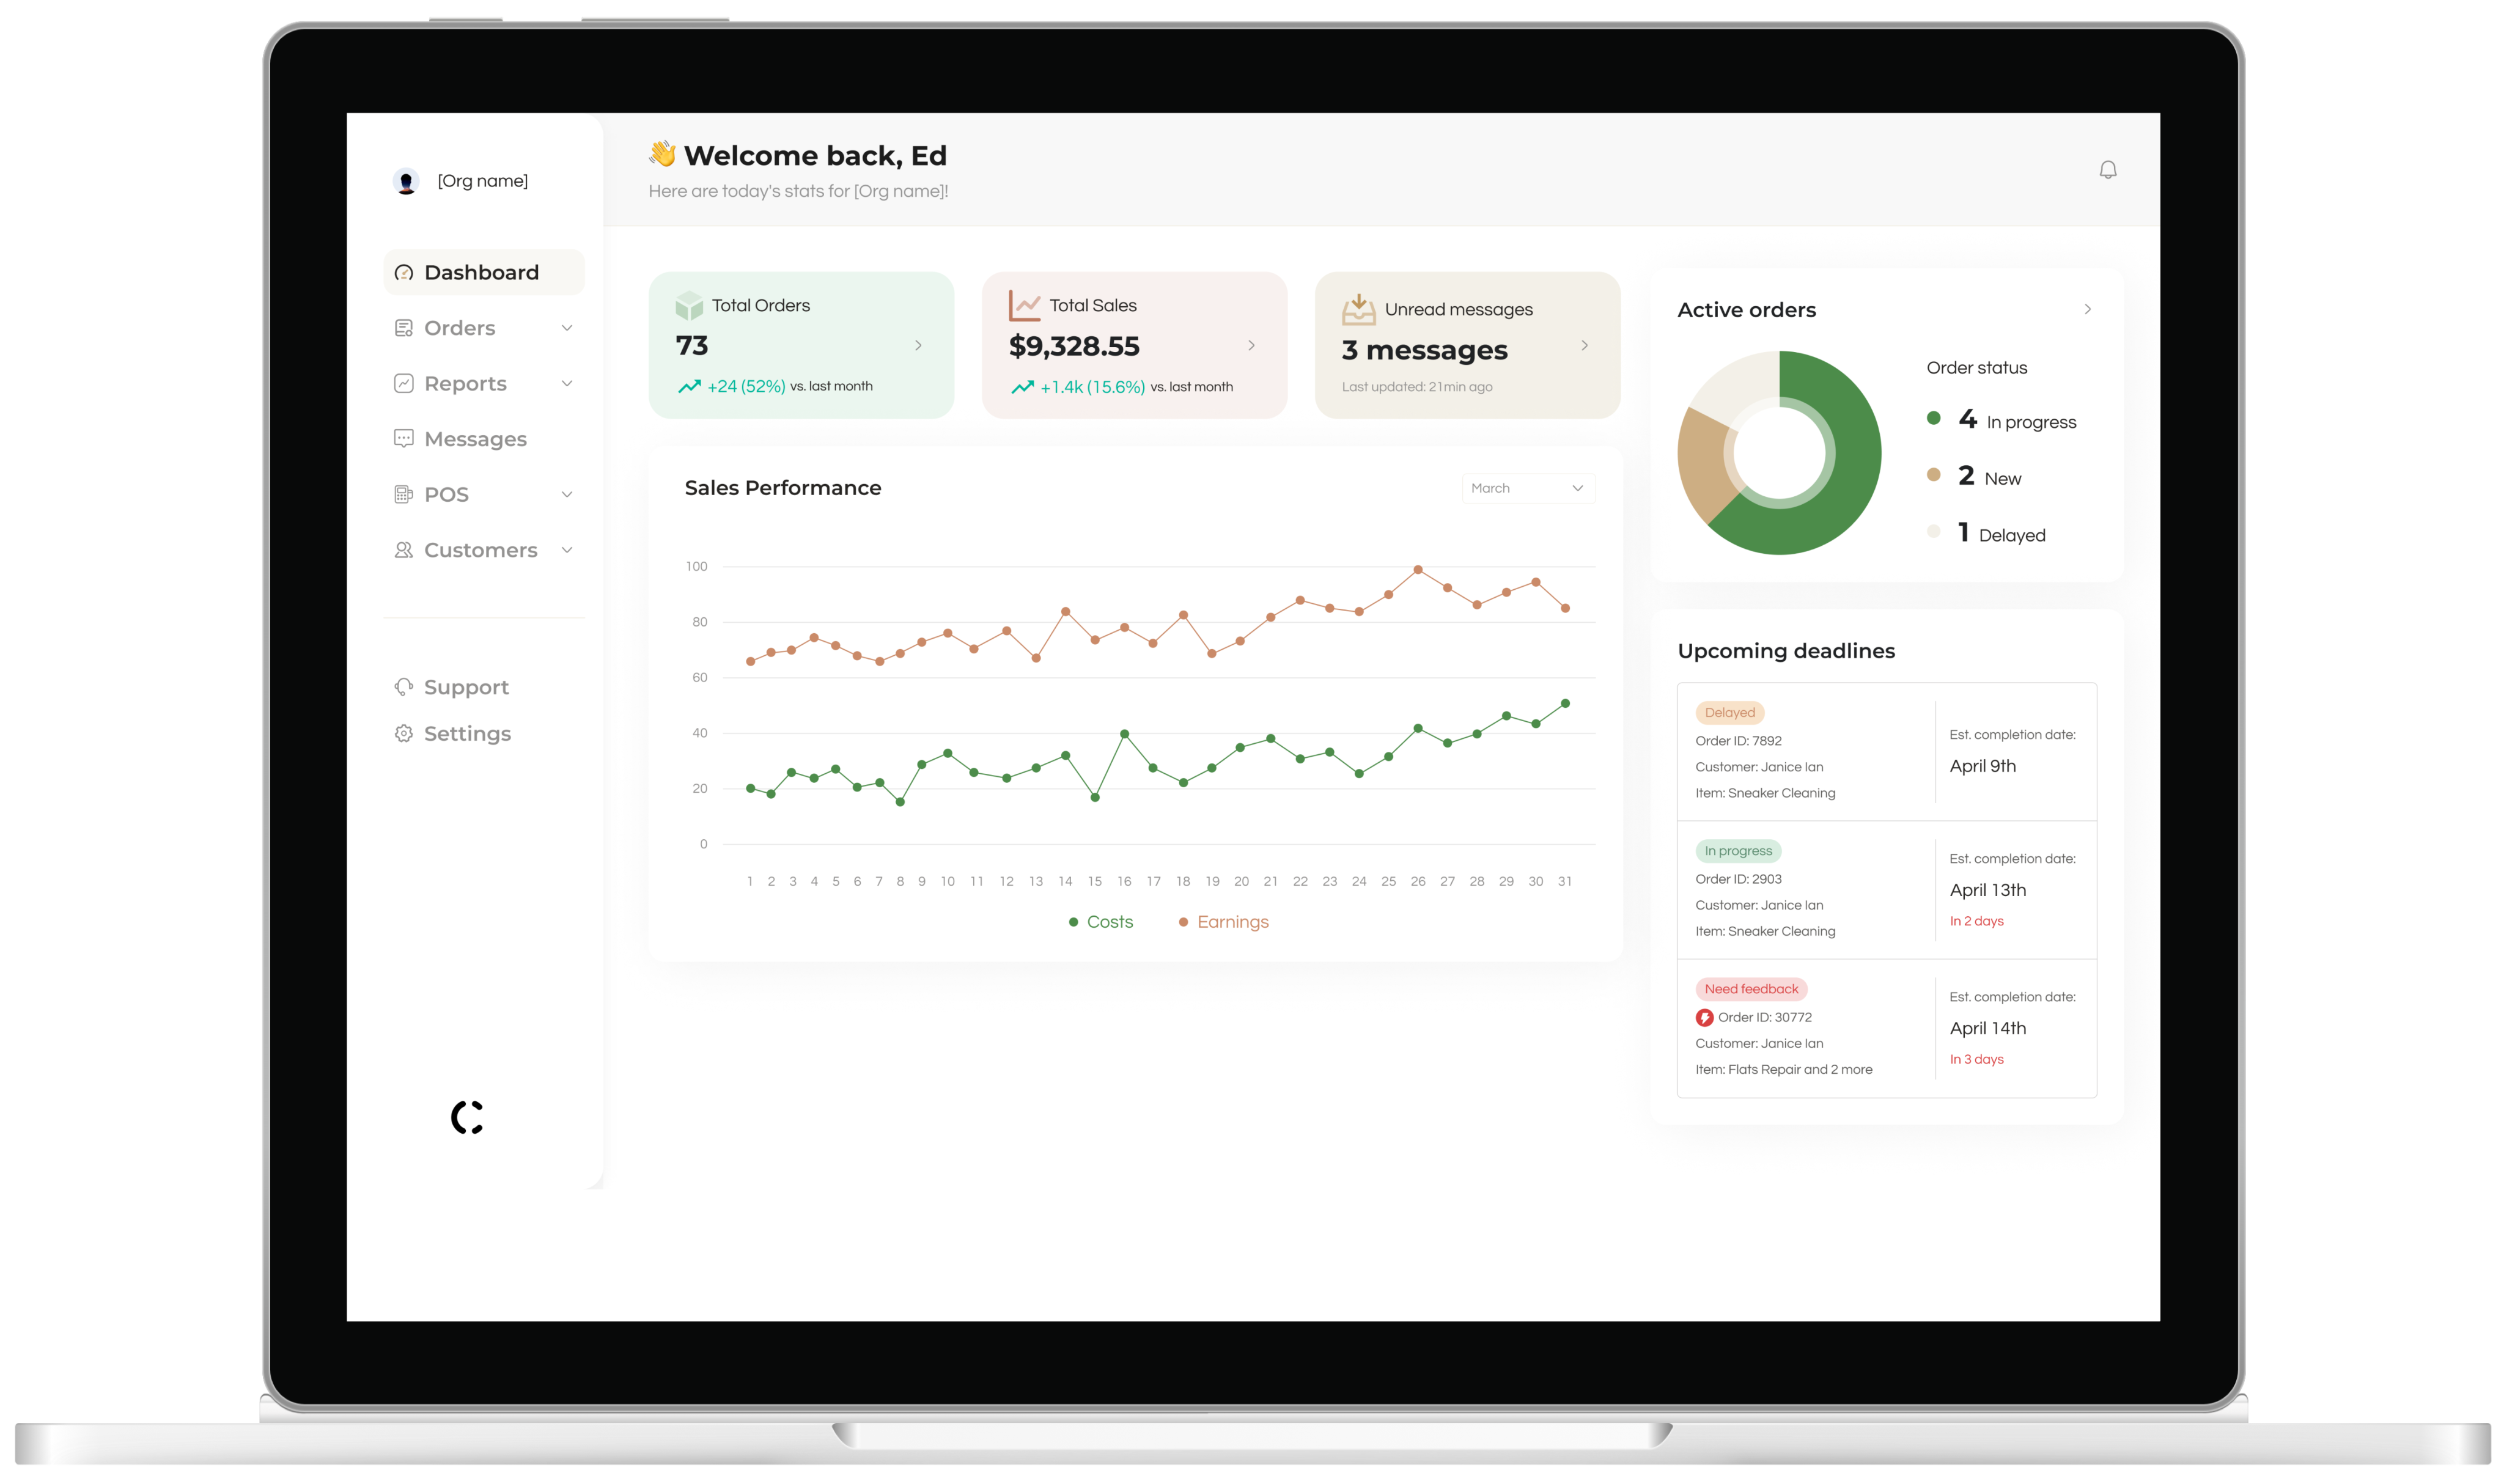 [Org name]
Dashboard
Orders
Reports
Messages
POS
Customers
Support
Settings
👋 Welcome back, Ed
Here are today's stats for [Org name]!
Total Orders
73
+24 (52%) vs. last month
Total Sales
$9,328.55
+1.4k (15.6%) vs. last month
Unread messages
3 messages
Last updated: 21min ago
Sales Performance
March
100
80
60
40
20
0
1 2 3 4 5 6 7 8 9 10 11 12 13 14 15 16 17 18 19 20 21 22 23 24 25 26 27 28 29 30 31
Costs Earnings
Active orders
Order status
4 In progress
2 New
1 Delayed
Upcoming deadlines
Delayed
Order ID: 7892
Customer: Janice Ian
Item: Sneaker Cleaning
Est. completion date:
April 9th
In progress
Order ID: 2903
Customer: Janice Ian
Item: Sneaker Cleaning
Est. completion date:
April 13th
In 2 days
Need feedback
Order ID: 30772
Customer: Janice Ian
Item: Flats Repair and 2 more
Est. completion date:
April 14th
In 3 days